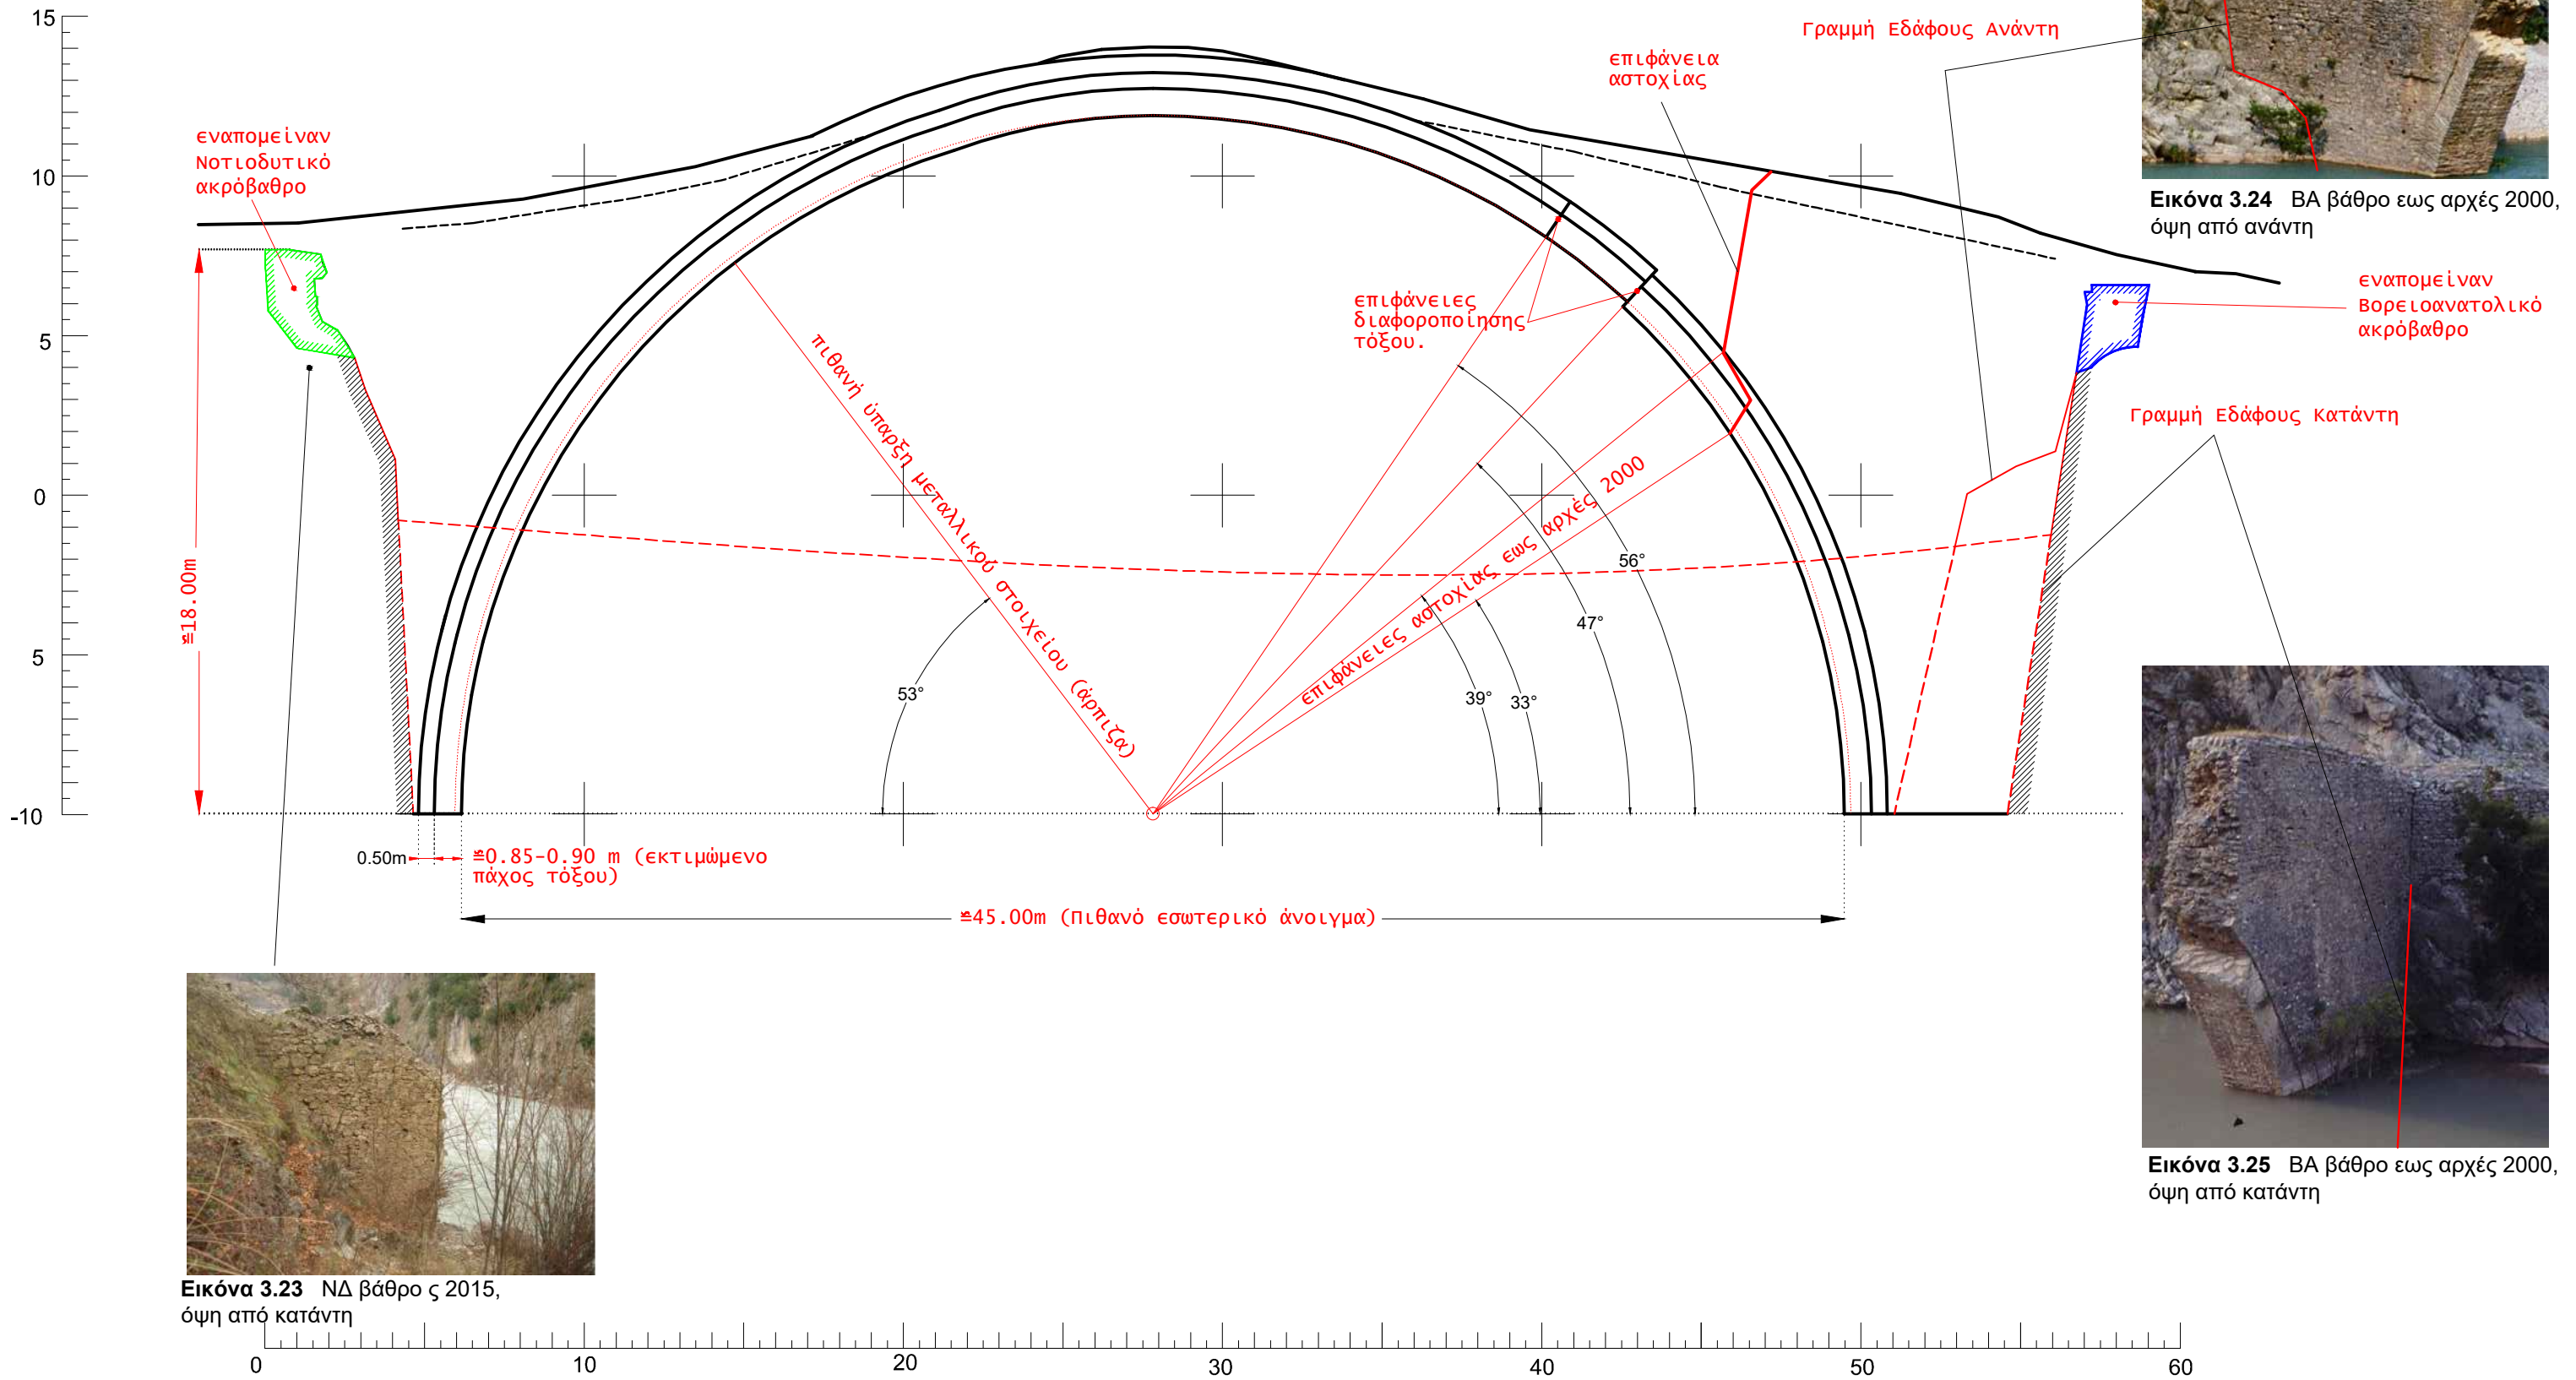 15
10
5
0
5
-10
Γραμμή Εδάφους Ανάντη
επιφάνεια
αστοχίας
εναπομείναν
Νοτιοδυτικό
ακρόβαθρο
Εικόνα 3.24 ΒΑ βάθρο εως αρχές 2000,
όψη από ανάντη
εναπομείναν
Βορειοανατολικό
ακρόβαθρο
επιφάνειες
διαφοροποίησης
τόξου.
πιθανή ύπαρξη μεταλλικού στοιχείου (άρπιζα)
Γραμμή Εδάφους Κατάντη
επιφάνειες αστοχίας εως αρχές 2000
≅18.00m
56°
47°
53°
39°
33°
0.50m
≅0.85-0.90 m (εκτιμώμενο
πάχος τόξου)
≅45.00m (Πιθανό εσωτερικό άνοιγμα)
Εικόνα 3.25 ΒΑ βάθρο εως αρχές 2000,
όψη από κατάντη
Εικόνα 3.23 ΝΔ βάθρο ς 2015,
όψη από κατάντη
0
10
20
30
40
50
60